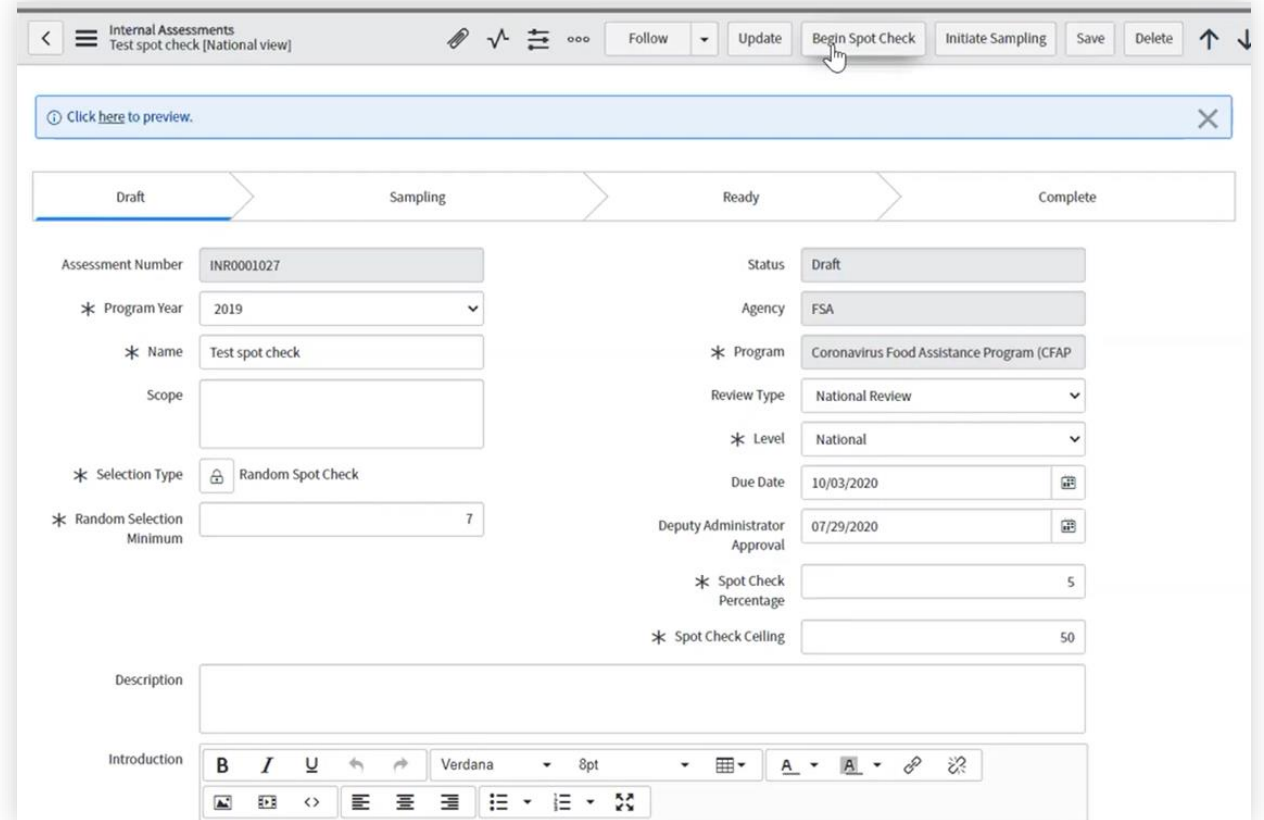 Internal Assessments
Test spot check [National view]
Follow
Update
Begin Spot Check
Initiate Sampling
Save
Delete
Click here to preview.
Draft
Sampling
Ready
Complete
Assessment Number
INR0001027
Status
Draft
* Program Year
2019
Agency
FSA
* Name
Test spot check
* Program
Coronavirus Food Assistance Program (CFAP
Scope
Review Type
National Review
* Level
National
* Selection Type
Random Spot Check
Due Date
10/03/2020
* Random Selection
Minimum
7
Deputy Administrator
Approval
07/29/2020
* Spot Check
Percentage
5
* Spot Check Ceiling
50
Description
Introduction
B I U
Verdana
8pt
A
A